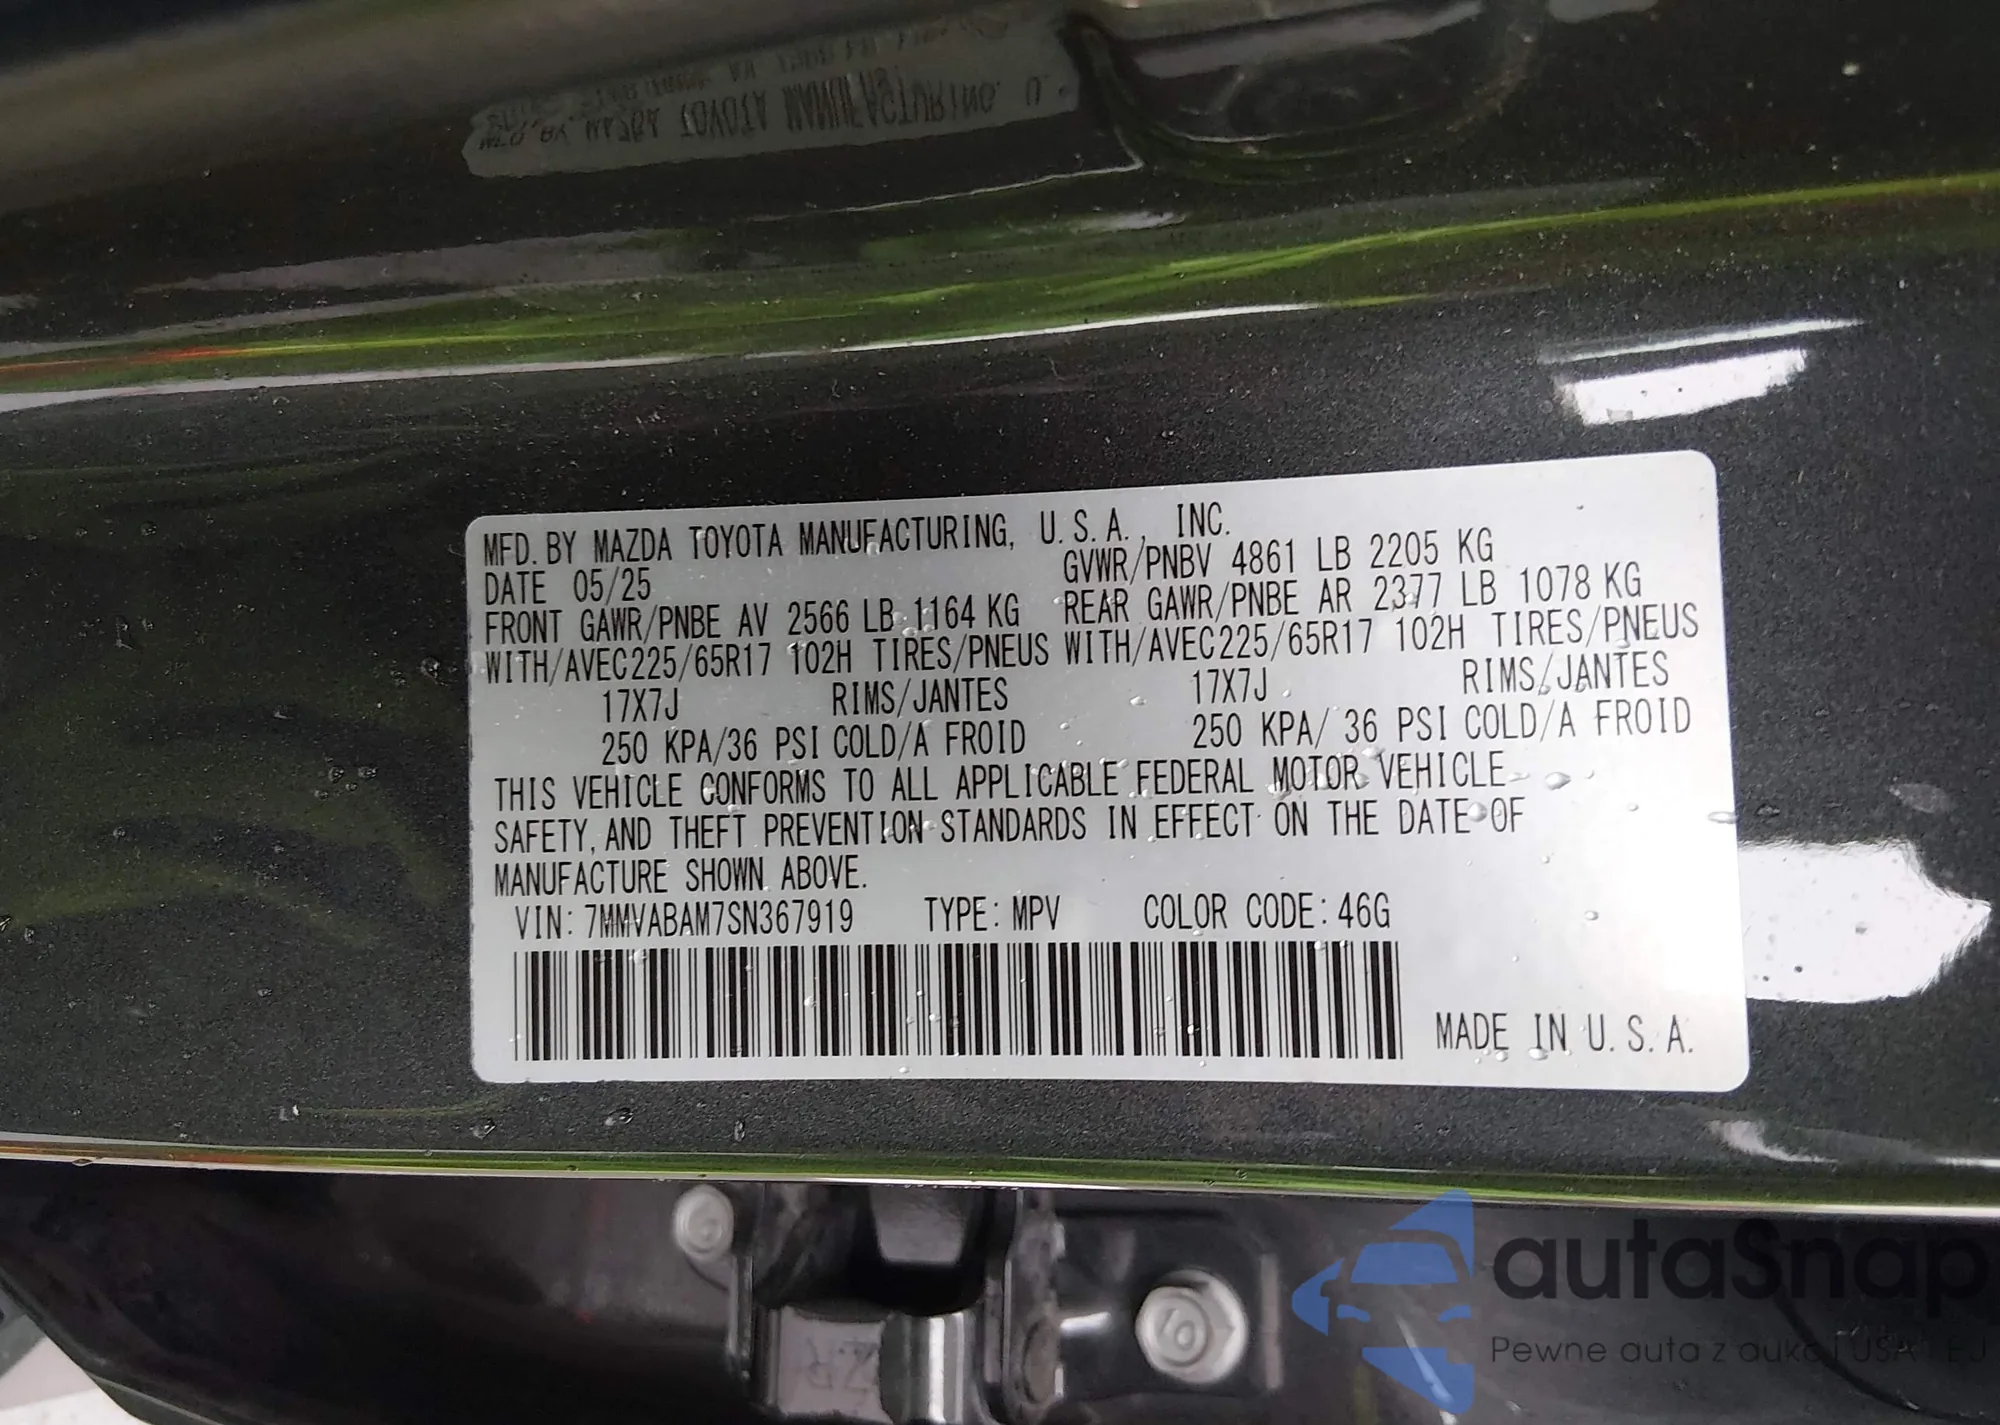 MFD. BY MAZDA TOYOTA MANUFACTURING, U.S.A., INC.
DATE 05/25 GVWR/PNBV 4861 LB 2205 KG
FRONT GAWR/PNBE AV 2566 LB 1164 KG REAR GAWR/PNBE AR 2377 LB 1078 KG
WITH/AVEC225/65R17 102H TIRES/PNEUS WITH/AVEC225/65R17 102H TIRES/PNEUS
17X7J RIMS/JANTES 17X7J RIMS/JANTES
250 KPA/36 PSI COLD/A FROID 250 KPA/ 36 PSI COLD/A FROID
THIS VEHICLE CONFORMS TO ALL APPLICABLE FEDERAL MOTOR VEHICLE
SAFETY, AND THEFT PREVENTION STANDARDS IN EFFECT ON THE DATE OF
MANUFACTURE SHOWN ABOVE.
VIN: 7MMVABAM7SN367919 TYPE: MPV COLOR CODE: 46G
MADE IN U.S.A.
autaSnap
Pewne auta z aukcji USA